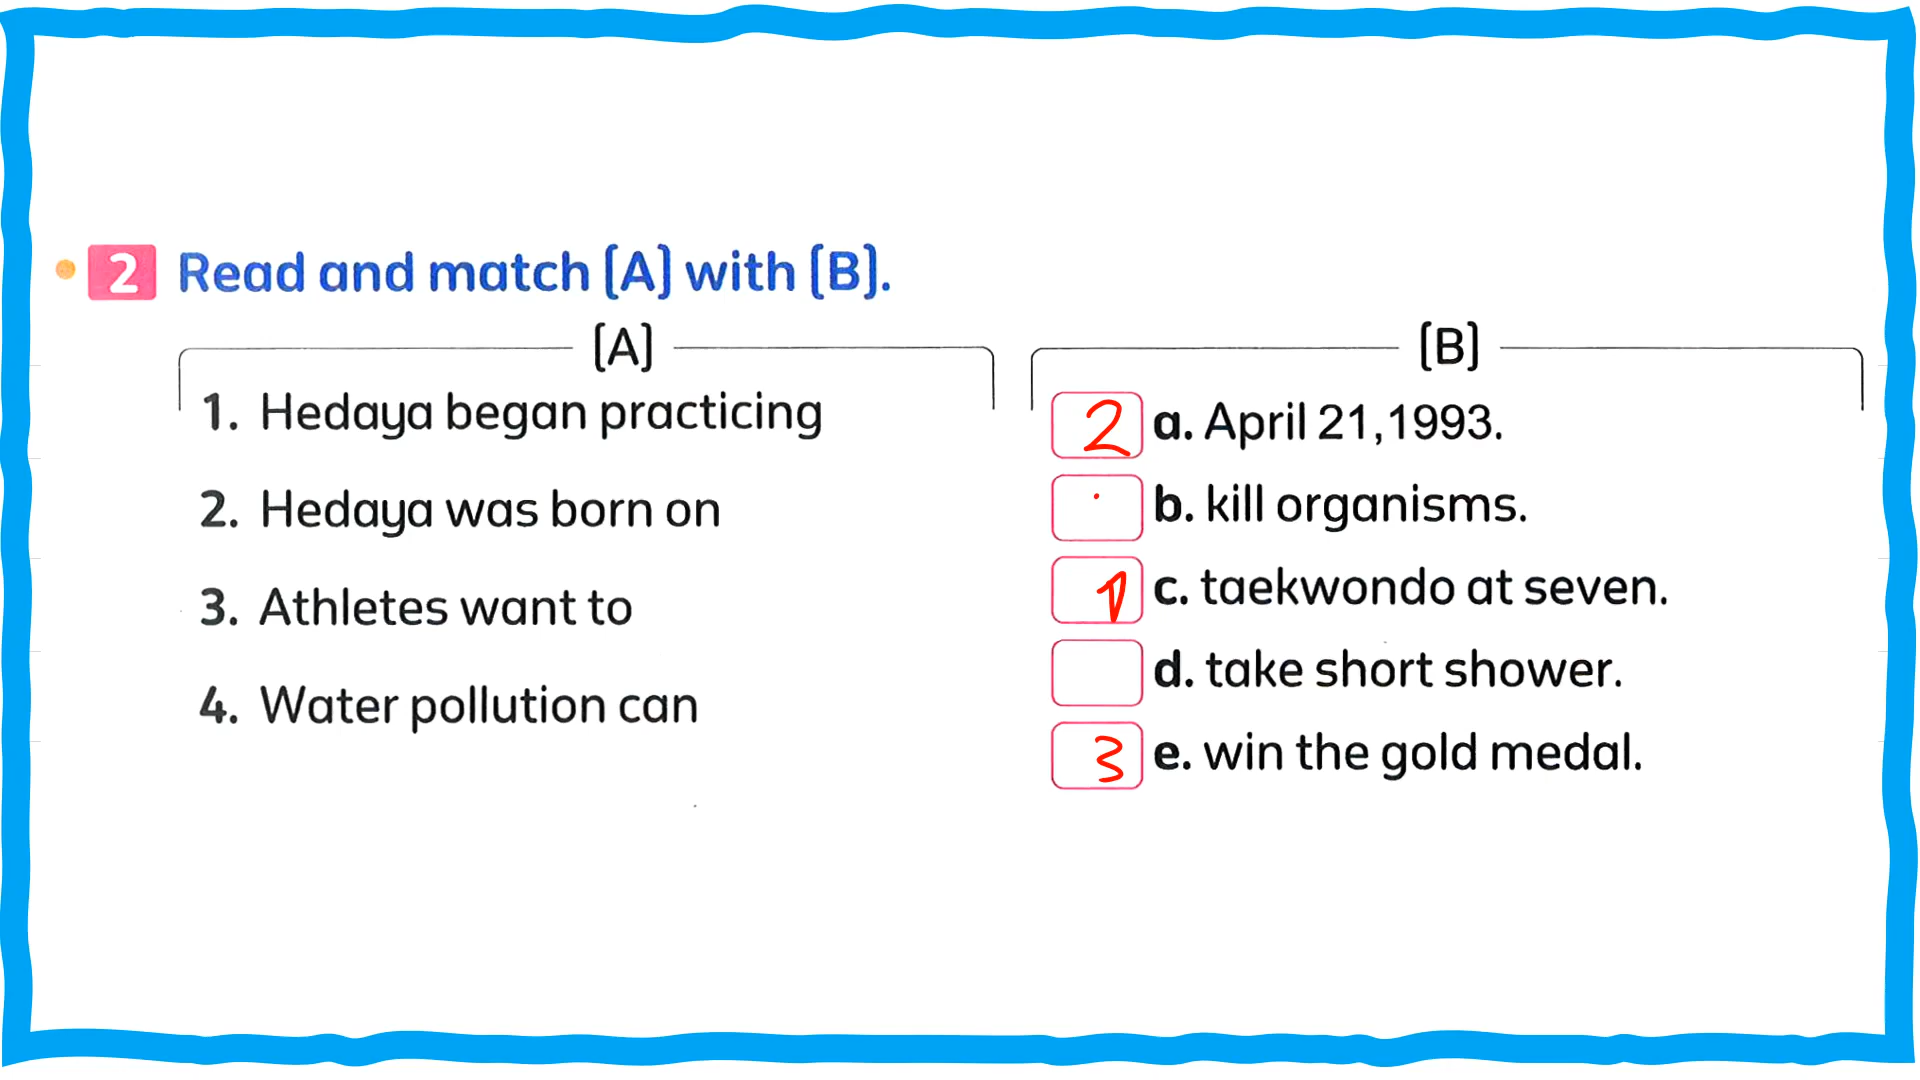 2 Read and match [A] with [B].
[A]
1. Hedaya began practicing
2. Hedaya was born on
3. Athletes want to
4. Water pollution can
[B]
2 a. April 21,1993.
b. kill organisms.
1 c. taekwondo at seven.
d. take short shower.
3 e. win the gold medal.